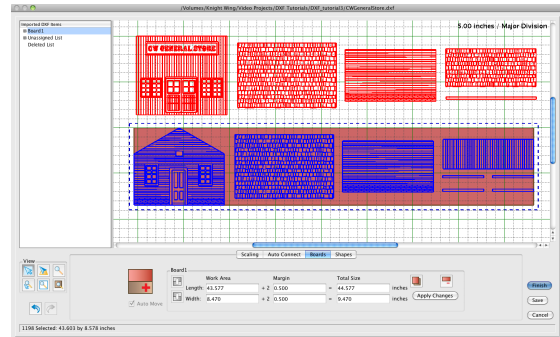 /Volumes/Knight Wing/Video Projects/DXF_Tutorials/DXF_tutorial3/CWGeneralStore.dxf
Imported DXF Items
Board1
Unassigned List
Deleted List
5.00 inches / Major Division
CW GENERAL STORE
Scaling Auto Connect Boards Shapes
View
Board1
Work Area Margin Total Size
Length: 43.577 + 2 0.500 = 44.577 inches
Width: 8.470 + 2 0.500 = 9.470 inches
Auto Move
Apply Changes
Finish
Save
Cancel
1198 Selected: 43.603 by 8.578 inches